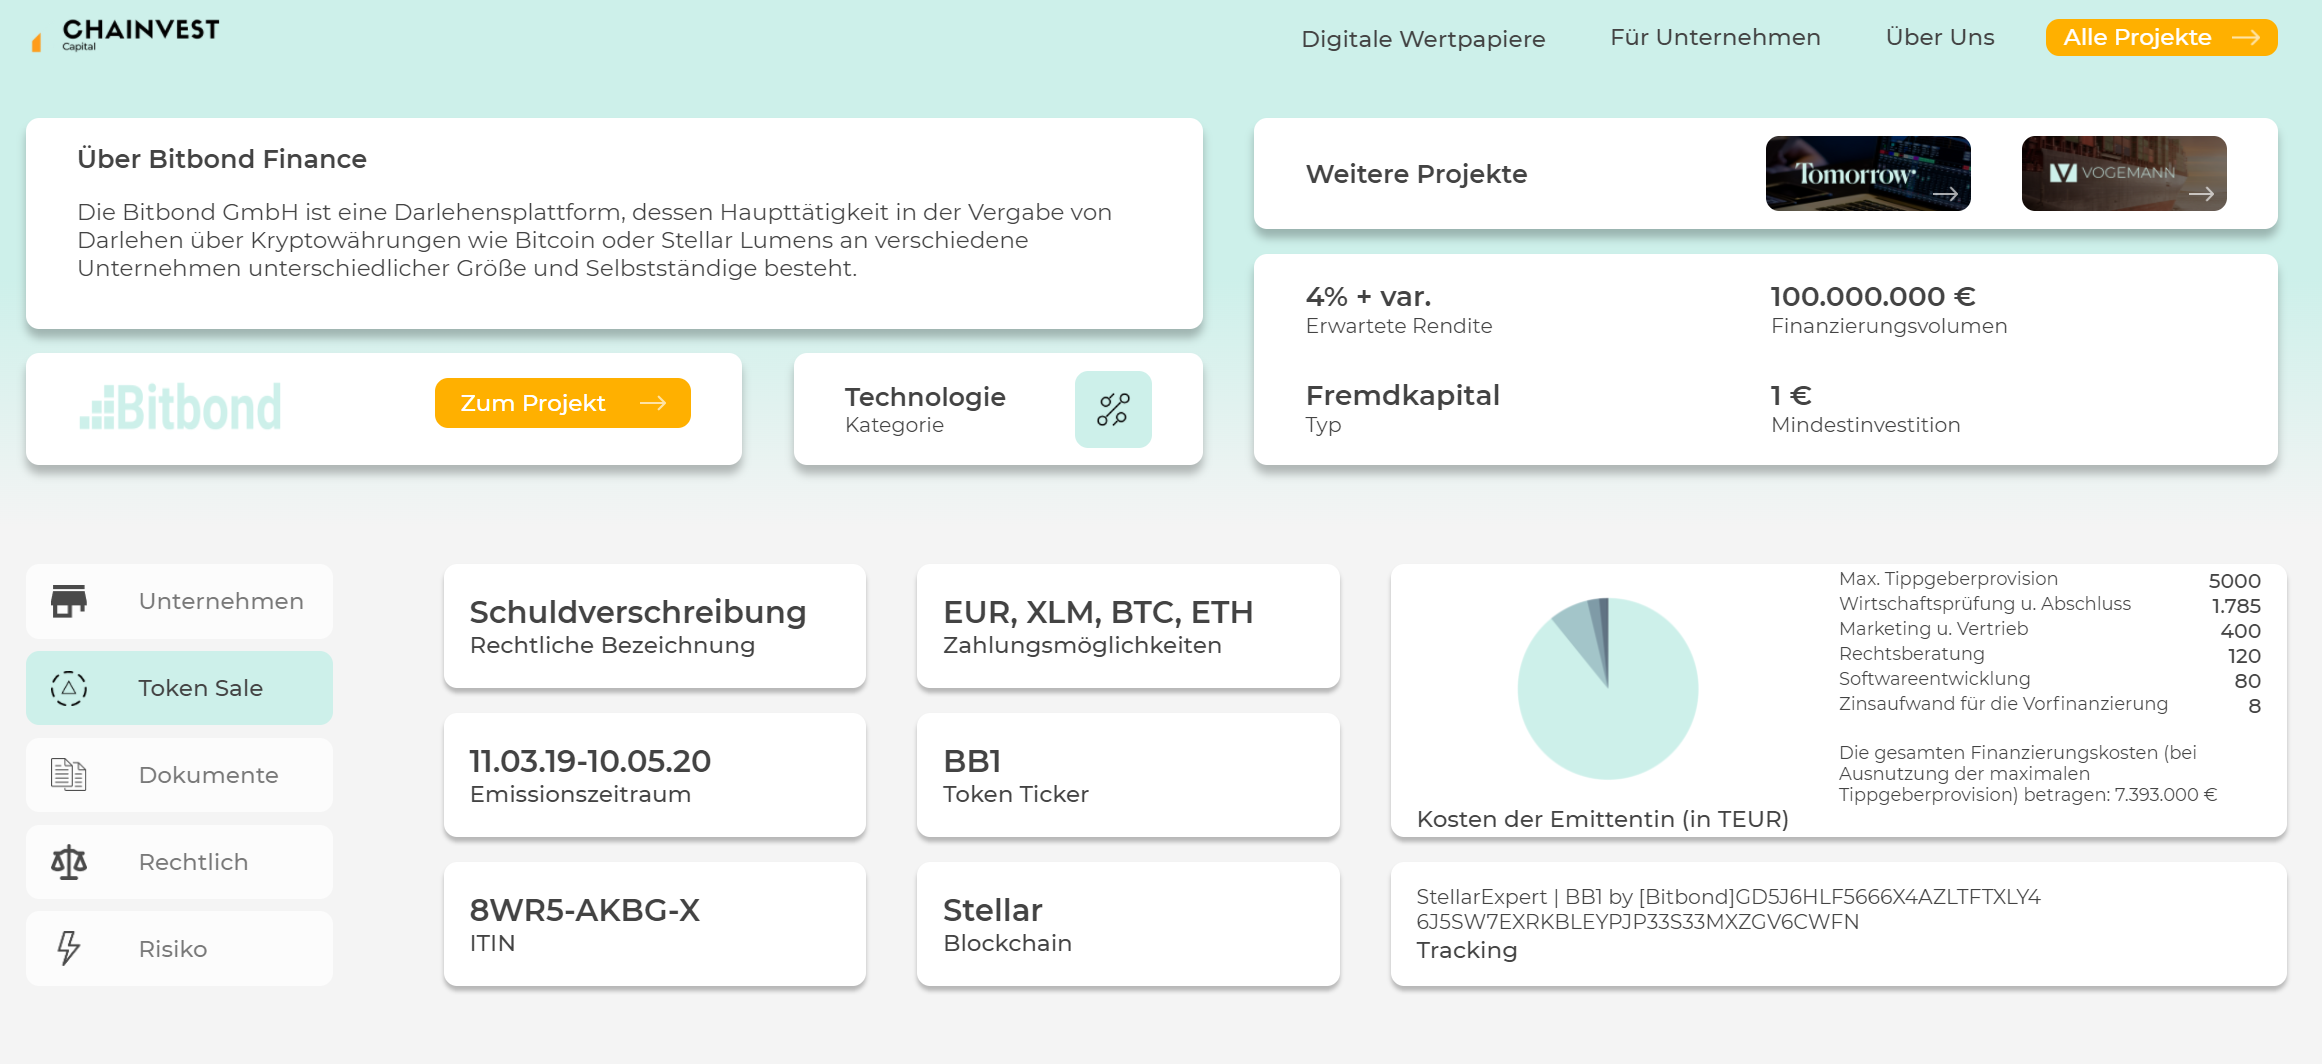 CHAINVEST
Capital
Digitale Wertpapiere
Für Unternehmen
Über Uns
Alle Projekte
Über Bitbond Finance
Die Bitbond GmbH ist eine Darlehensplattform, dessen Haupttätigkeit in der Vergabe von
Darlehen über Kryptowährungen wie Bitcoin oder Stellar Lumens an verschiedene
Unternehmen unterschiedlicher Größe und Selbstständige besteht.
Weitere Projekte
Tomorrow
VOGEMANN
4% + var.
Erwartete Rendite
100.000.000 €
Finanzierungsvolumen
Fremdkapital
Typ
1 €
Mindestinvestition
Bitbond
Zum Projekt
Technologie
Kategorie
Unternehmen
Token Sale
Dokumente
Rechtlich
Risiko
Schuldverschreibung
Rechtliche Bezeichnung
EUR, XLM, BTC, ETH
Zahlungsmöglichkeiten
11.03.19-10.05.20
Emissionszeitraum
BB1
Token Ticker
8WR5-AKBG-X
ITIN
Stellar
Blockchain
Max. Tippgeberprovision 5000
Wirtschaftsprüfung u. Abschluss 1.785
Marketing u. Vertrieb 400
Rechtsberatung 120
Softwareentwicklung 80
Zinsaufwand für die Vorfinanzierung 8
Die gesamten Finanzierungskosten (bei
Ausnutzung der maximalen
Tippgeberprovision) betragen: 7.393.000 €
Kosten der Emittentin (in TEUR)
StellarExpert | BB1 by [Bitbond]GD5J6HLF5666X4AZLTFTXLY4
6J5SW7EXRKBLEYPJP33S33MXZGV6CWFN
Tracking